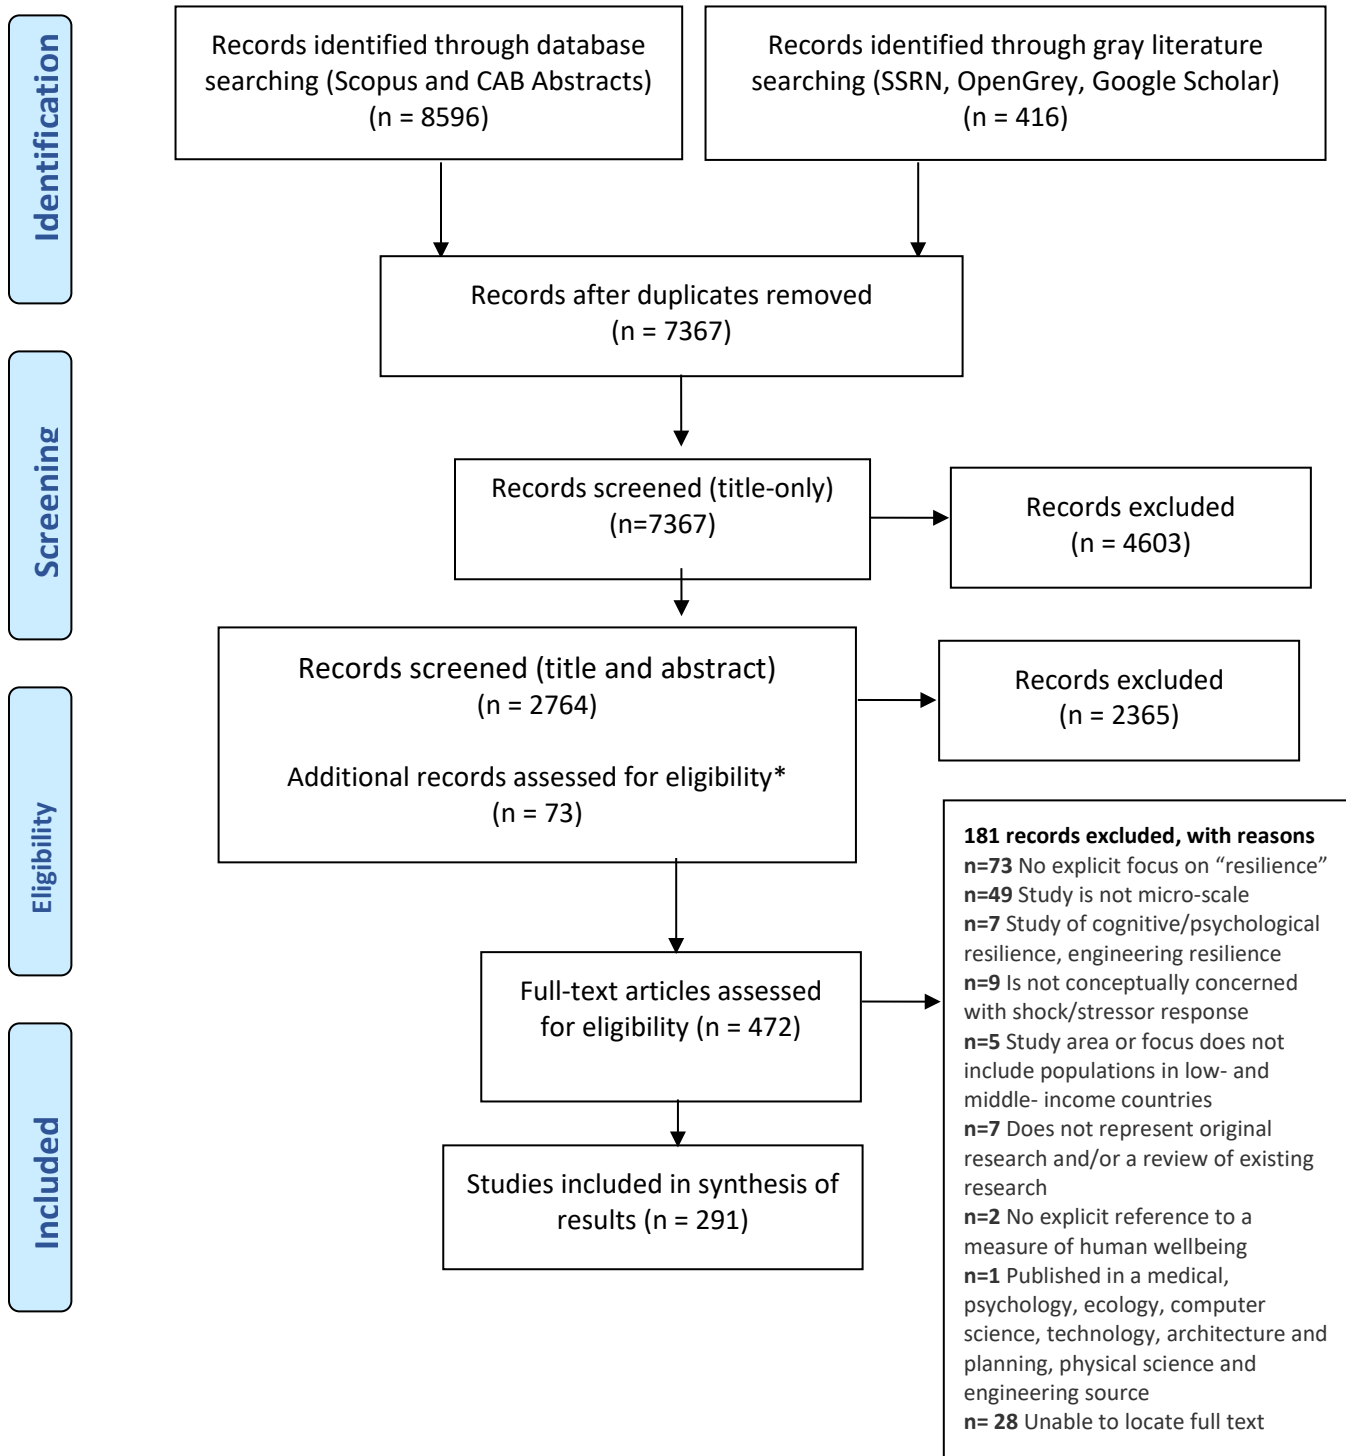 Identification
Records identified through database
searching (Scopus and CAB Abstracts)
(n = 8596)
Records identified through gray literature
searching (SSRN, OpenGrey, Google Scholar)
(n = 416)
Records after duplicates removed
(n = 7367)
Screening
Records screened (title-only)
(n=7367)
Records excluded
(n = 4603)
Records screened (title and abstract)
(n = 2764)
Additional records assessed for eligibility*
(n = 73)
Records excluded
(n = 2365)
Eligibility
Full-text articles assessed
for eligibility (n = 472)
181 records excluded, with reasons
n=73 No explicit focus on “resilience”
n=49 Study is not micro-scale
n=7 Study of cognitive/psychological
resilience, engineering resilience
n=9 Is not conceptually concerned
with shock/stressor response
n=5 Study area or focus does not
include populations in low- and
middle- income countries
n=7 Does not represent original
research and/or a review of existing
research
n=2 No explicit reference to a
measure of human wellbeing
n=1 Published in a medical,
psychology, ecology, computer
science, technology, architecture and
planning, physical science and
engineering source
n= 28 Unable to locate full text
Included
Studies included in synthesis of
results (n = 291)